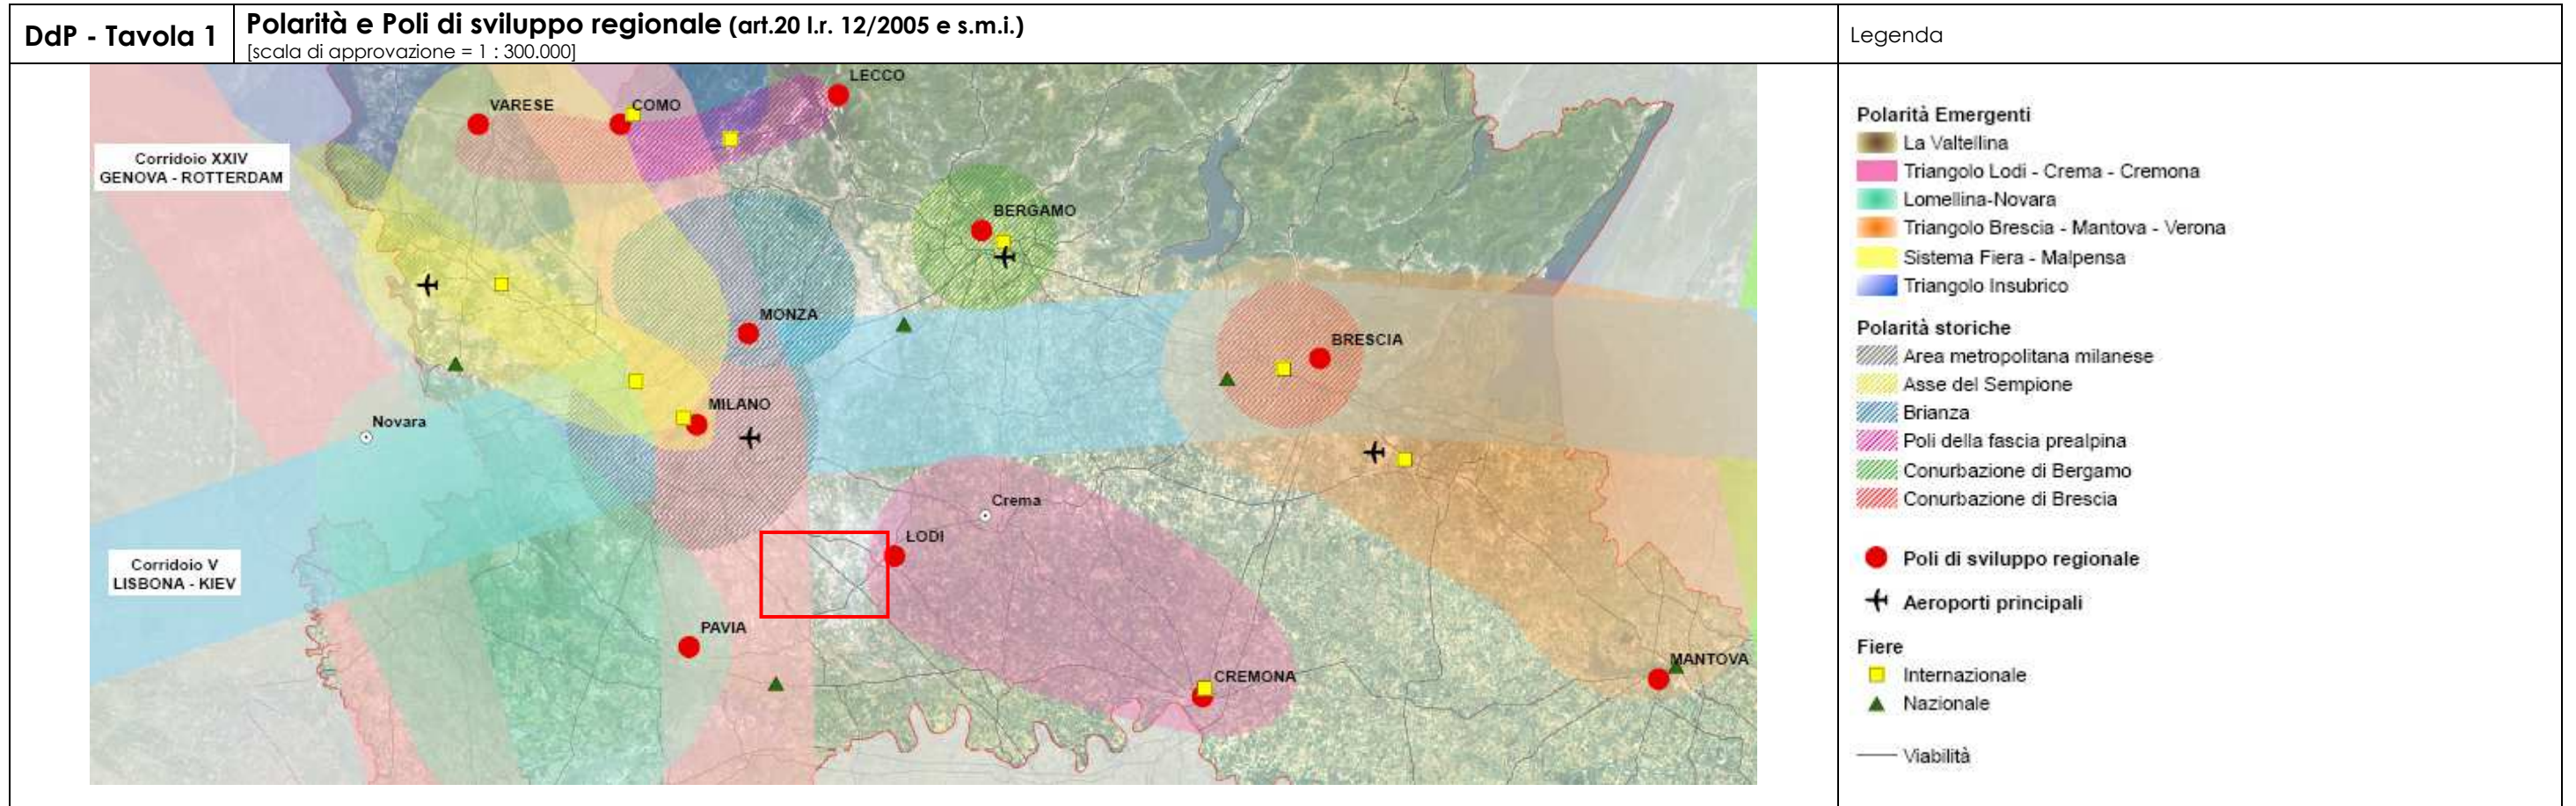 DdP - Tavola 1
Polarità e Poli di sviluppo regionale (art.20 l.r. 12/2005 e s.m.i.)
[scala di approvazione = 1 : 300.000]
Legenda
LECCO
VARESE
COMO
Corridoio XXIV
GENOVA - ROTTERDAM
BERGAMO
MONZA
BRESCIA
MILANO
Novara
Crema
LODI
Corridoio V
LISBONA - KIEV
PAVIA
CREMONA
MANTOVA
Polarità Emergenti
La Valtellina
Triangolo Lodi - Crema - Cremona
Lomellina-Novara
Triangolo Brescia - Mantova - Verona
Sistema Fiera - Malpensa
Triangolo Insubrico
Polarità storiche
Area metropolitana milanese
Asse del Sempione
Brianza
Poli della fascia prealpina
Conurbazione di Bergamo
Conurbazione di Brescia
Poli di sviluppo regionale
Aeroporti principali
Fiere
Internazionale
Nazionale
Viabilità